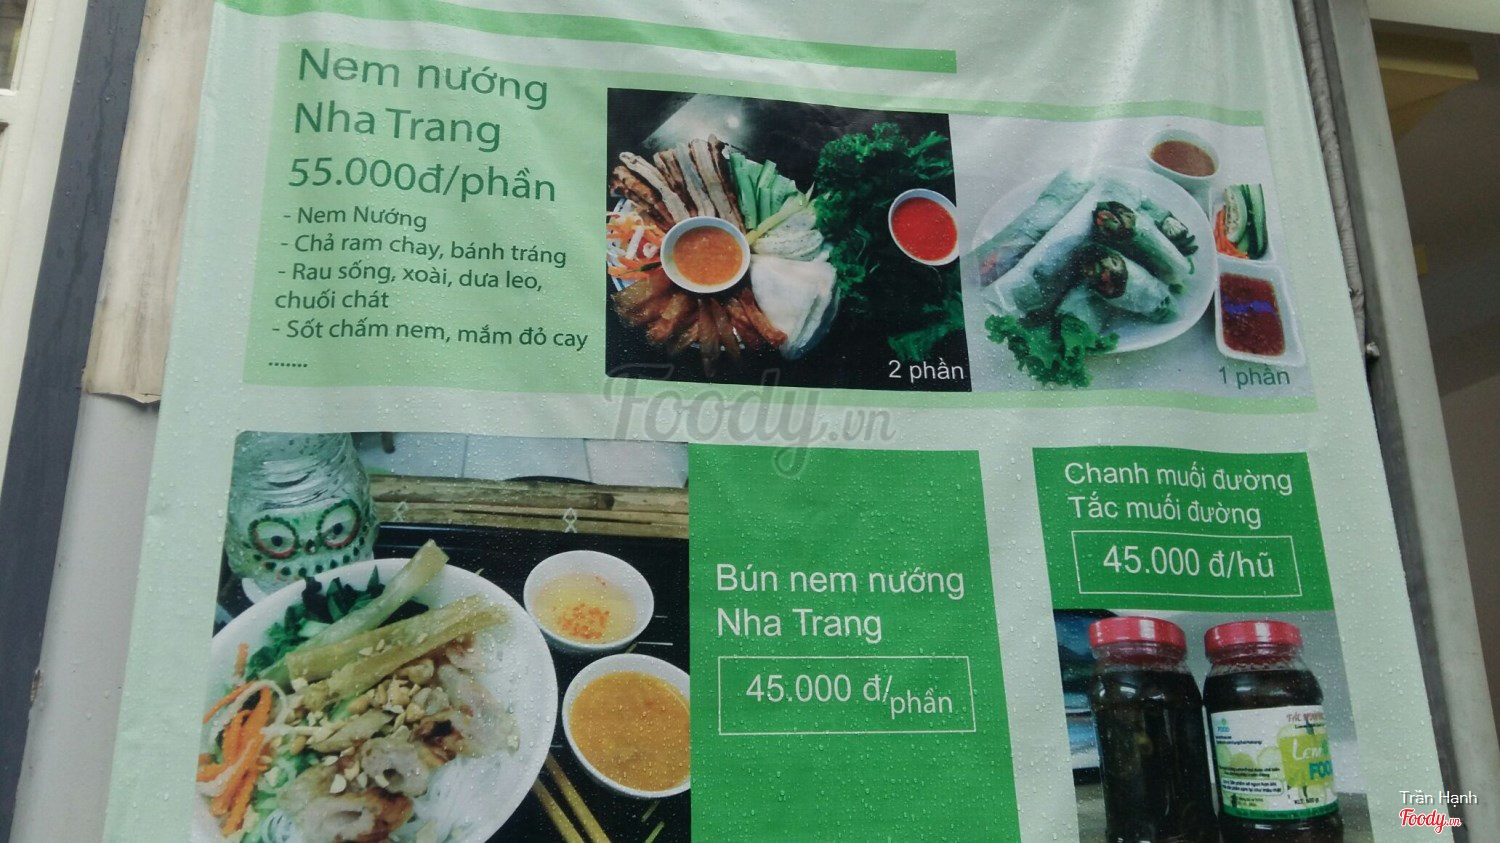 Nem nướng
Nha Trang
55.000đ/phần
- Nem Nướng
- Chả ram chay, bánh tráng
- Rau sống, xoài, dưa leo,
chuối chát
- Sốt chấm nem, mắm đỏ cay
.......
2 phần
1 phần
Foody.vn
Bún nem nướng
Nha Trang
45.000 đ/phần
Chanh muối đường
Tắc muối đường
45.000 đ/hũ
FOOD
Trần Hạnh
Foody.vn